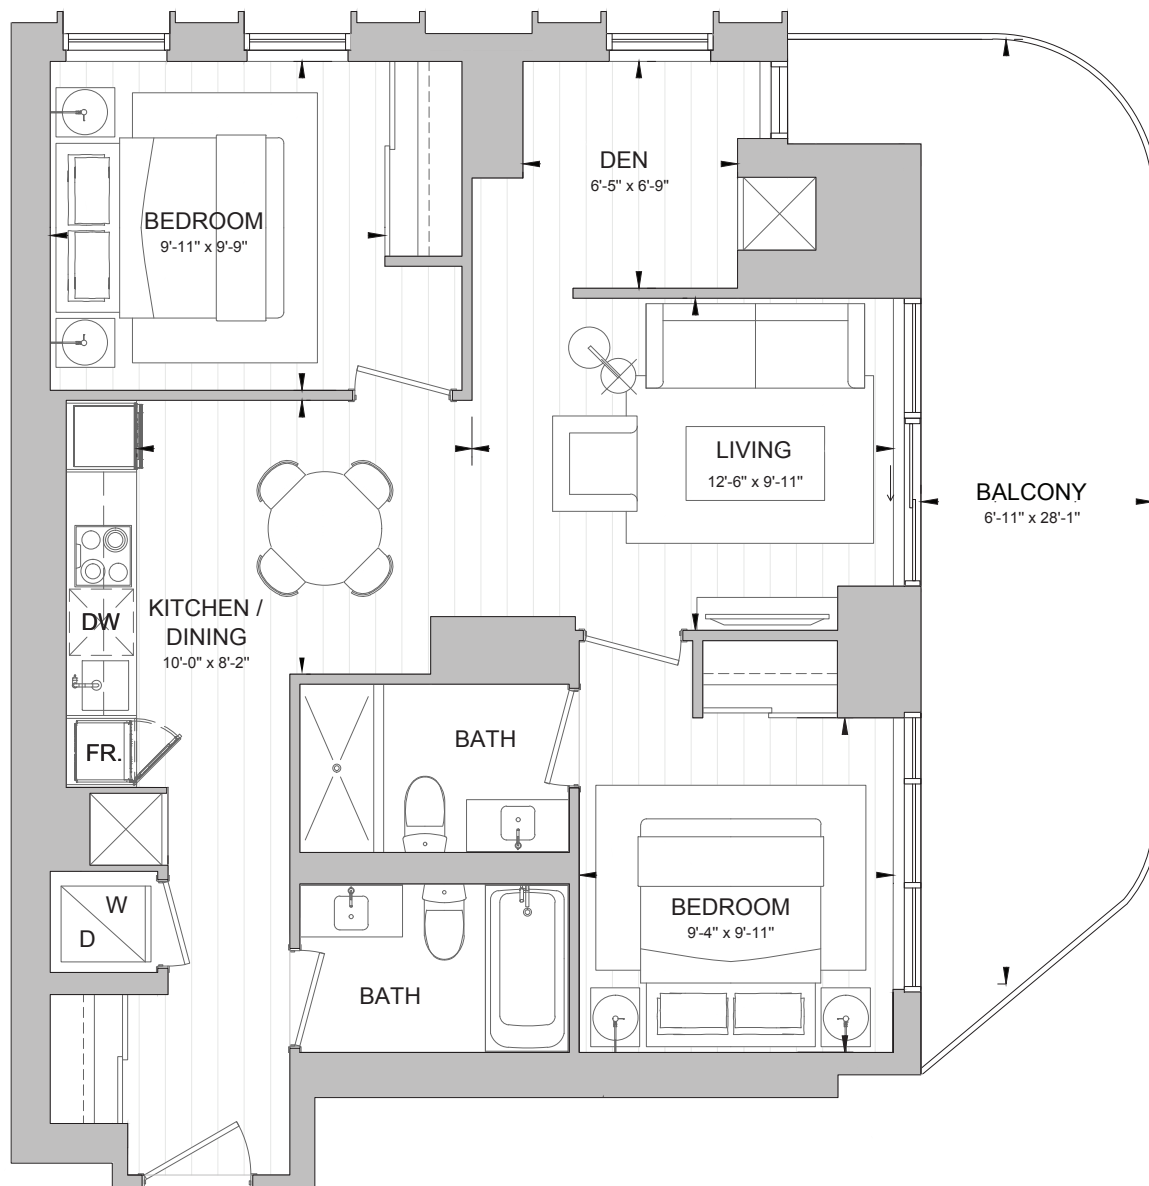 DEN
6'-5" x 6'-9"
BEDROOM
9'-11" x 9'-9"
LIVING
12'-6" x 9'-11"
BALCONY
6'-11" x 28'-1"
DW
KITCHEN /
DINING
10'-0" x 8'-2"
FR.
BATH
W
D
BEDROOM
9'-4" x 9'-11"
BATH